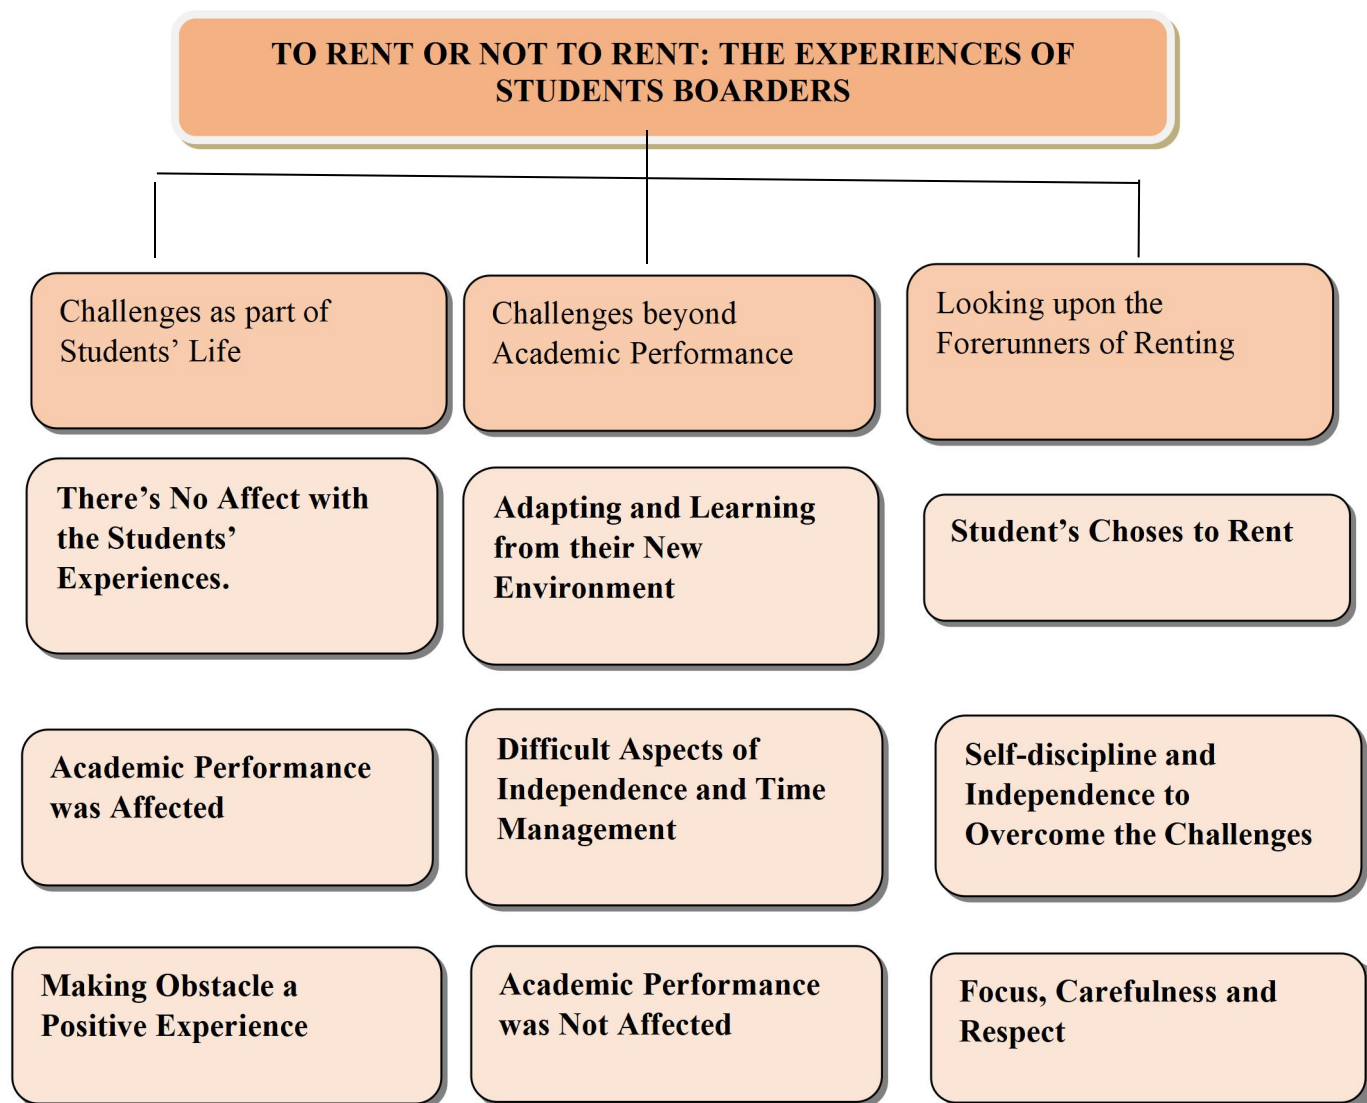 TO RENT OR NOT TO RENT: THE EXPERIENCES OF
STUDENTS BOARDERS
Challenges as part of
Students’ Life
Challenges beyond
Academic Performance
Looking upon the
Forerunners of Renting
There’s No Affect with
the Students’
Experiences.
Adapting and Learning
from their New
Environment
Student’s Choses to Rent
Academic Performance
was Affected
Difficult Aspects of
Independence and Time
Management
Self-discipline and
Independence to
Overcome the Challenges
Making Obstacle a
Positive Experience
Academic Performance
was Not Affected
Focus, Carefulness and
Respect